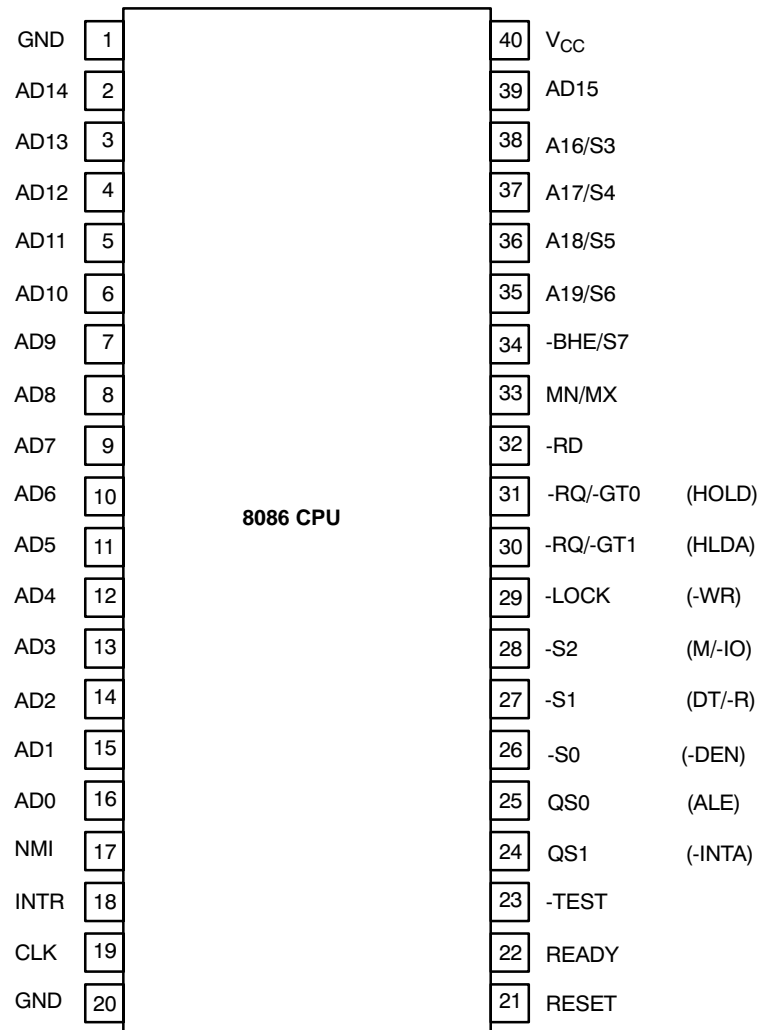 GND 1 40 VCC
AD14 2 39 AD15
AD13 3 38 A16/S3
AD12 4 37 A17/S4
AD11 5 36 A18/S5
AD10 6 35 A19/S6
AD9 7 34 -BHE/S7
AD8 8 33 MN/MX
AD7 9 32 -RD
AD6 10 31 -RQ/-GT0 (HOLD)
8086 CPU
AD5 11 30 -RQ/-GT1 (HLDA)
AD4 12 29 -LOCK (-WR)
AD3 13 28 -S2 (M/-IO)
AD2 14 27 -S1 (DT/-R)
AD1 15 26 -S0 (-DEN)
AD0 16 25 QS0 (ALE)
NMI 17 24 QS1 (-INTA)
INTR 18 23 -TEST
CLK 19 22 READY
GND 20 21 RESET